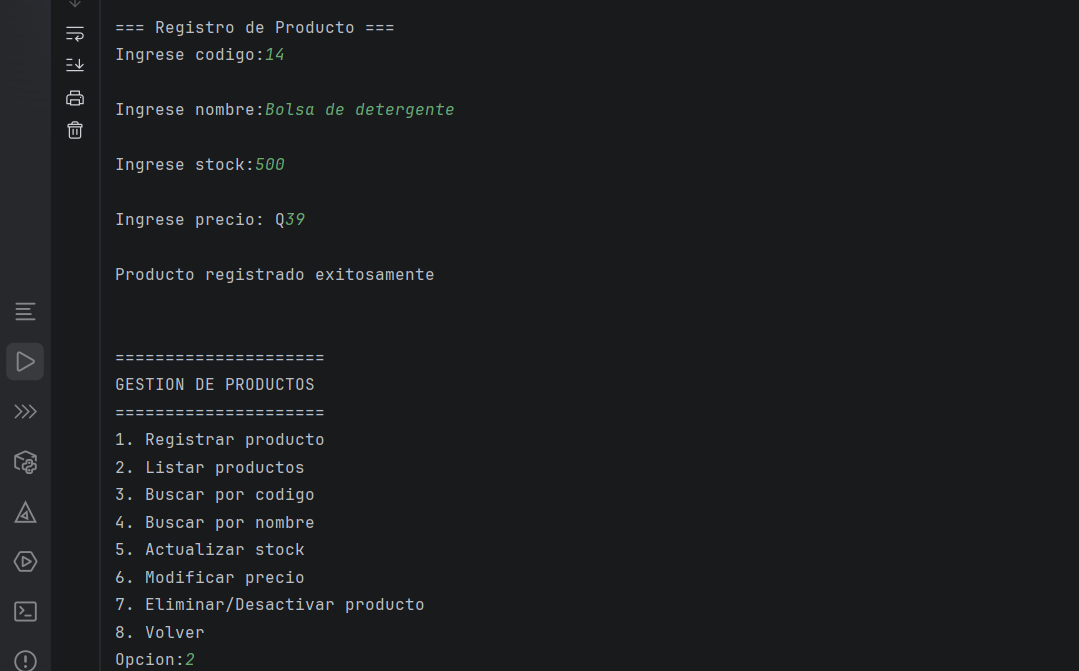 === Registro de Producto ===
Ingrese codigo:14
Ingrese nombre:Bolsa de detergente
Ingrese stock:500
Ingrese precio: Q39
Producto registrado exitosamente
=====================
GESTION DE PRODUCTOS
=====================
1. Registrar producto
2. Listar productos
3. Buscar por codigo
4. Buscar por nombre
5. Actualizar stock
6. Modificar precio
7. Eliminar/Desactivar producto
8. Volver
Opcion:2